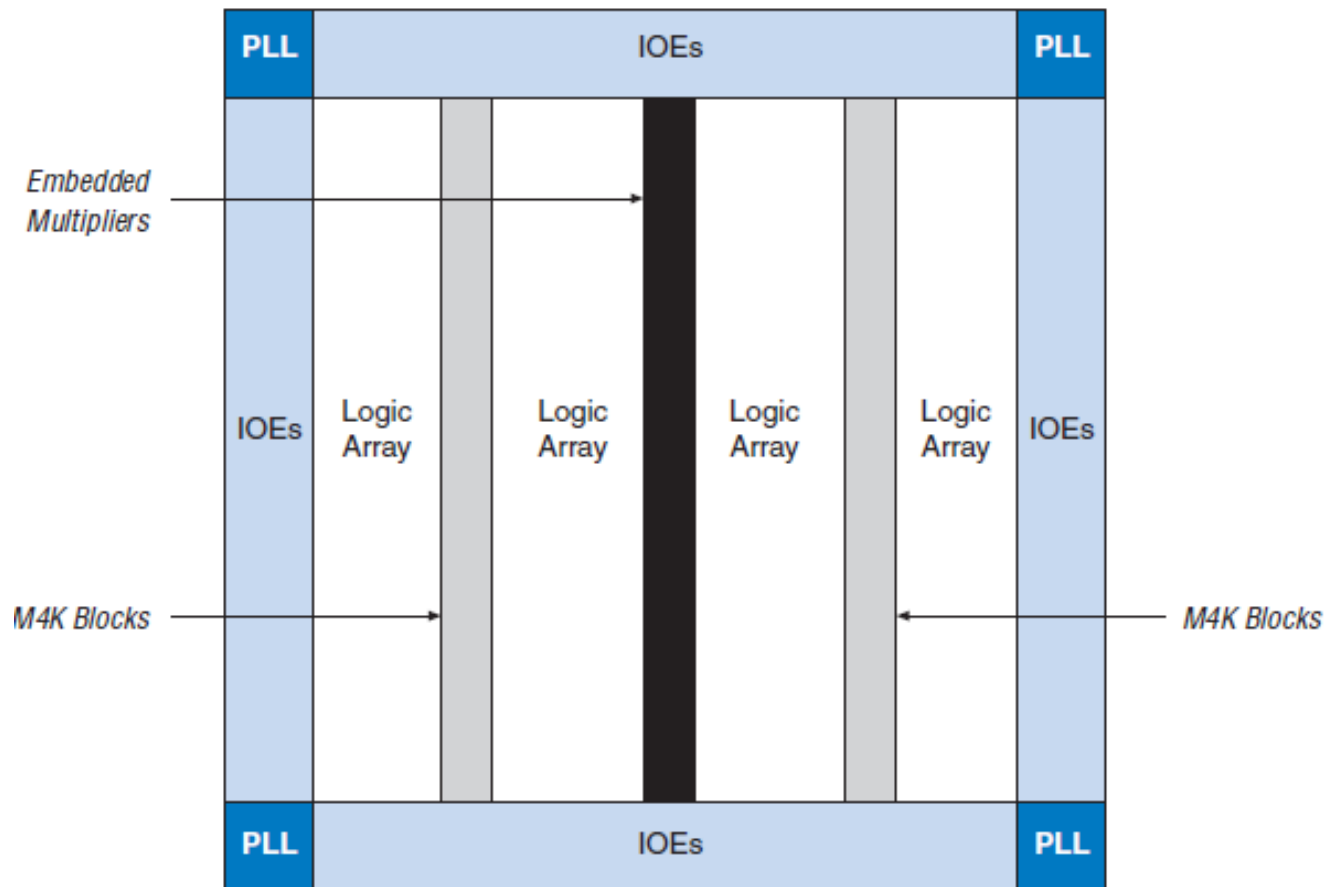 PLL
IOEs
PLL
Embedded
Multipliers
IOEs
Logic
Array
Logic
Array
Logic
Array
Logic
Array
IOEs
M4K Blocks
M4K Blocks
PLL
IOEs
PLL